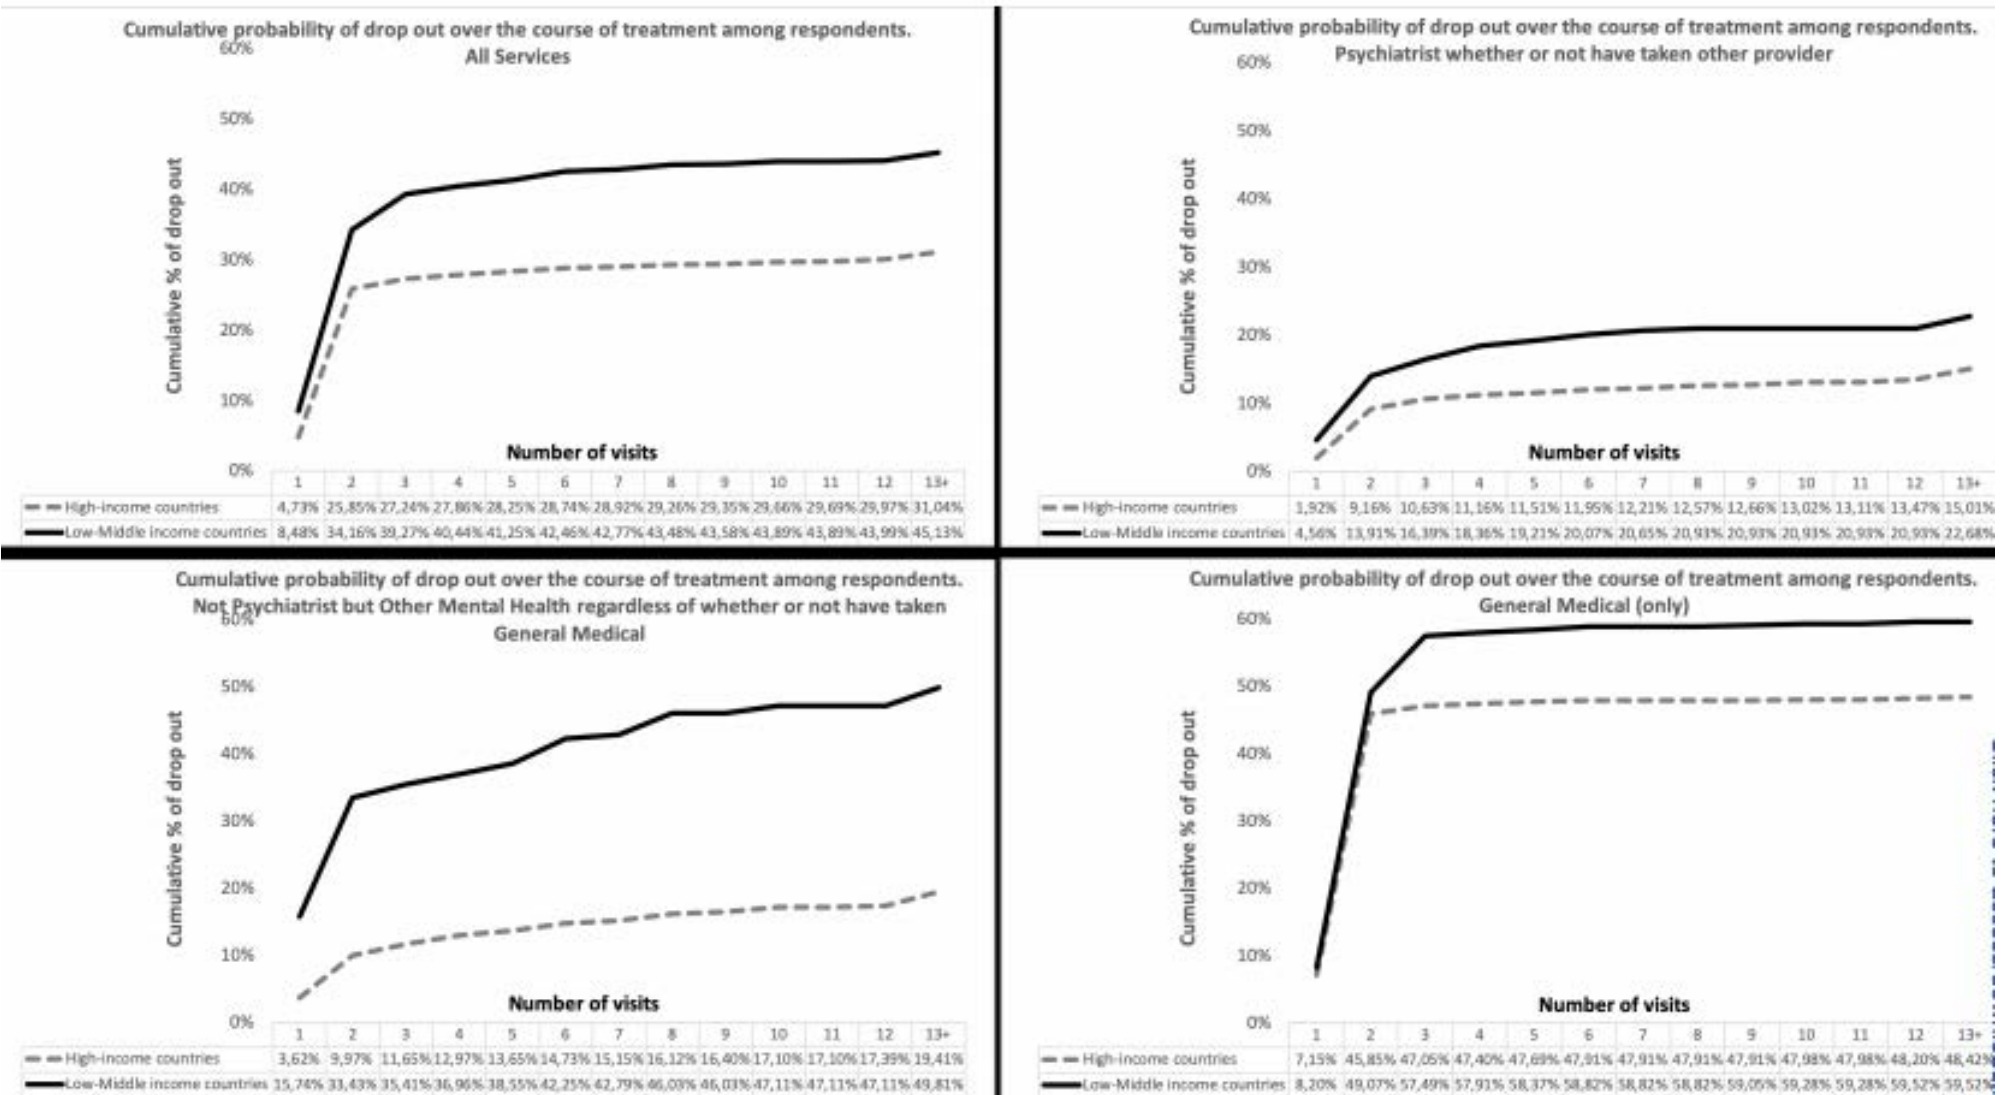 Cumulative probability of drop out over the course of treatment among respondents.
All Services
60%
50%
40%
30%
20%
10%
0%
Cumulative % of drop out
Number of visits
1 2 3 4 5 6 7 8 9 10 11 12 13+
High-income countries 4,73% 25,85% 27,24% 27,86% 28,25% 28,74% 28,92% 29,26% 29,35% 29,66% 29,69% 29,97% 31,04%
Low-Middle income countries 8,48% 34,16% 39,27% 40,44% 41,25% 42,46% 42,77% 43,48% 43,58% 43,89% 43,89% 43,99% 45,13%
Cumulative probability of drop out over the course of treatment among respondents.
Psychiatrist whether or not have taken other provider
60%
50%
40%
30%
20%
10%
0%
Cumulative % of drop out
Number of visits
1 2 3 4 5 6 7 8 9 10 11 12 13+
High-income countries 1,92% 9,16% 10,63% 11,16% 11,51% 11,95% 12,21% 12,57% 12,66% 13,02% 13,11% 13,47% 15,01%
Low-Middle income countries 4,56% 13,91% 16,39% 18,36% 19,21% 20,07% 20,65% 20,93% 20,93% 20,93% 20,93% 20,93% 22,68%
Cumulative probability of drop out over the course of treatment among respondents.
Not Psychiatrist but Other Mental Health regardless of whether or not have taken
General Medical
60%
50%
40%
30%
20%
10%
0%
Cumulative % of drop out
Number of visits
1 2 3 4 5 6 7 8 9 10 11 12 13+
High-income countries 3,62% 9,97% 11,65% 12,97% 13,65% 14,73% 15,15% 16,12% 16,40% 17,10% 17,10% 17,39% 19,41%
Low-Middle income countries 15,74% 33,43% 35,41% 36,96% 38,55% 42,25% 42,79% 46,03% 46,03% 47,11% 47,11% 47,11% 49,81%
Cumulative probability of drop out over the course of treatment among respondents.
General Medical (only)
60%
50%
40%
30%
20%
10%
0%
Cumulative % of drop out
Number of visits
1 2 3 4 5 6 7 8 9 10 11 12 13+
High-income countries 7,15% 45,85% 47,05% 47,40% 47,69% 47,91% 47,91% 47,91% 47,91% 47,98% 47,98% 48,20% 48,42%
Low-Middle income countries 8,20% 49,07% 57,49% 57,91% 58,37% 58,82% 58,82% 58,82% 59,05% 59,28% 59,28% 59,52% 59,52%